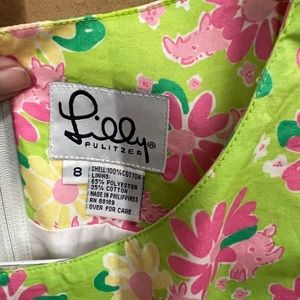 Lilly®
PULITZER
8
SHELL:100%COTTON
LINING:
65% POLYESTER
35% COTTON
MADE IN PHILIPPINES
RN 88109
OVER FOR CARE